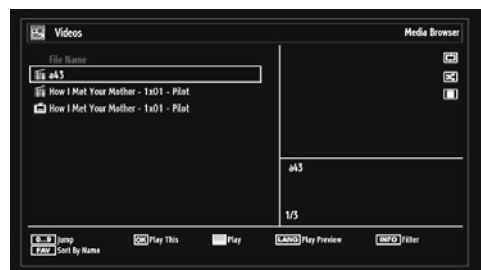 Videos Media Browser
File Name
a43
How I Met Your Mother - 1x01 - Pilot
How I Met Your Mother - 1x01 - Pilot
a43
1/3
0...9 Jump OK Play This Play LANG Play Preview INFO Filter
FAV Sort By Name